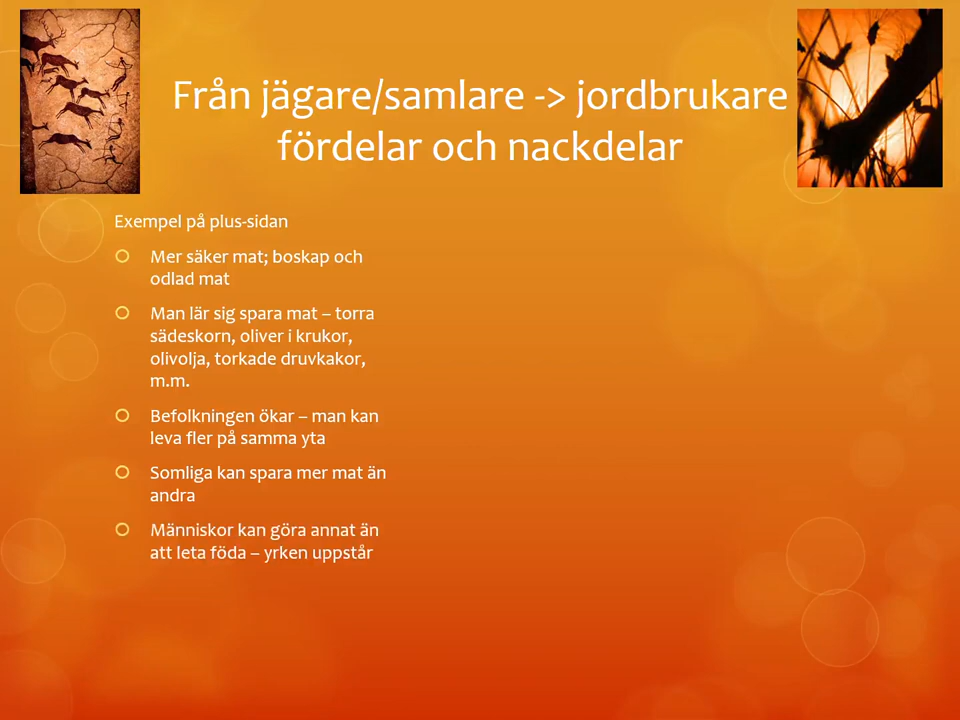 Från jägare/samlare -> jordbrukare
fördelar och nackdelar
Exempel på plus-sidan
Mer säker mat; boskap och
odlad mat
Man lär sig spara mat – torra
sädeskorn, oliver i krukor,
olivolja, torkade druvkakor,
m.m.
Befolkningen ökar – man kan
leva fler på samma yta
Somliga kan spara mer mat än
andra
Människor kan göra annat än
att leta föda – yrken uppstår